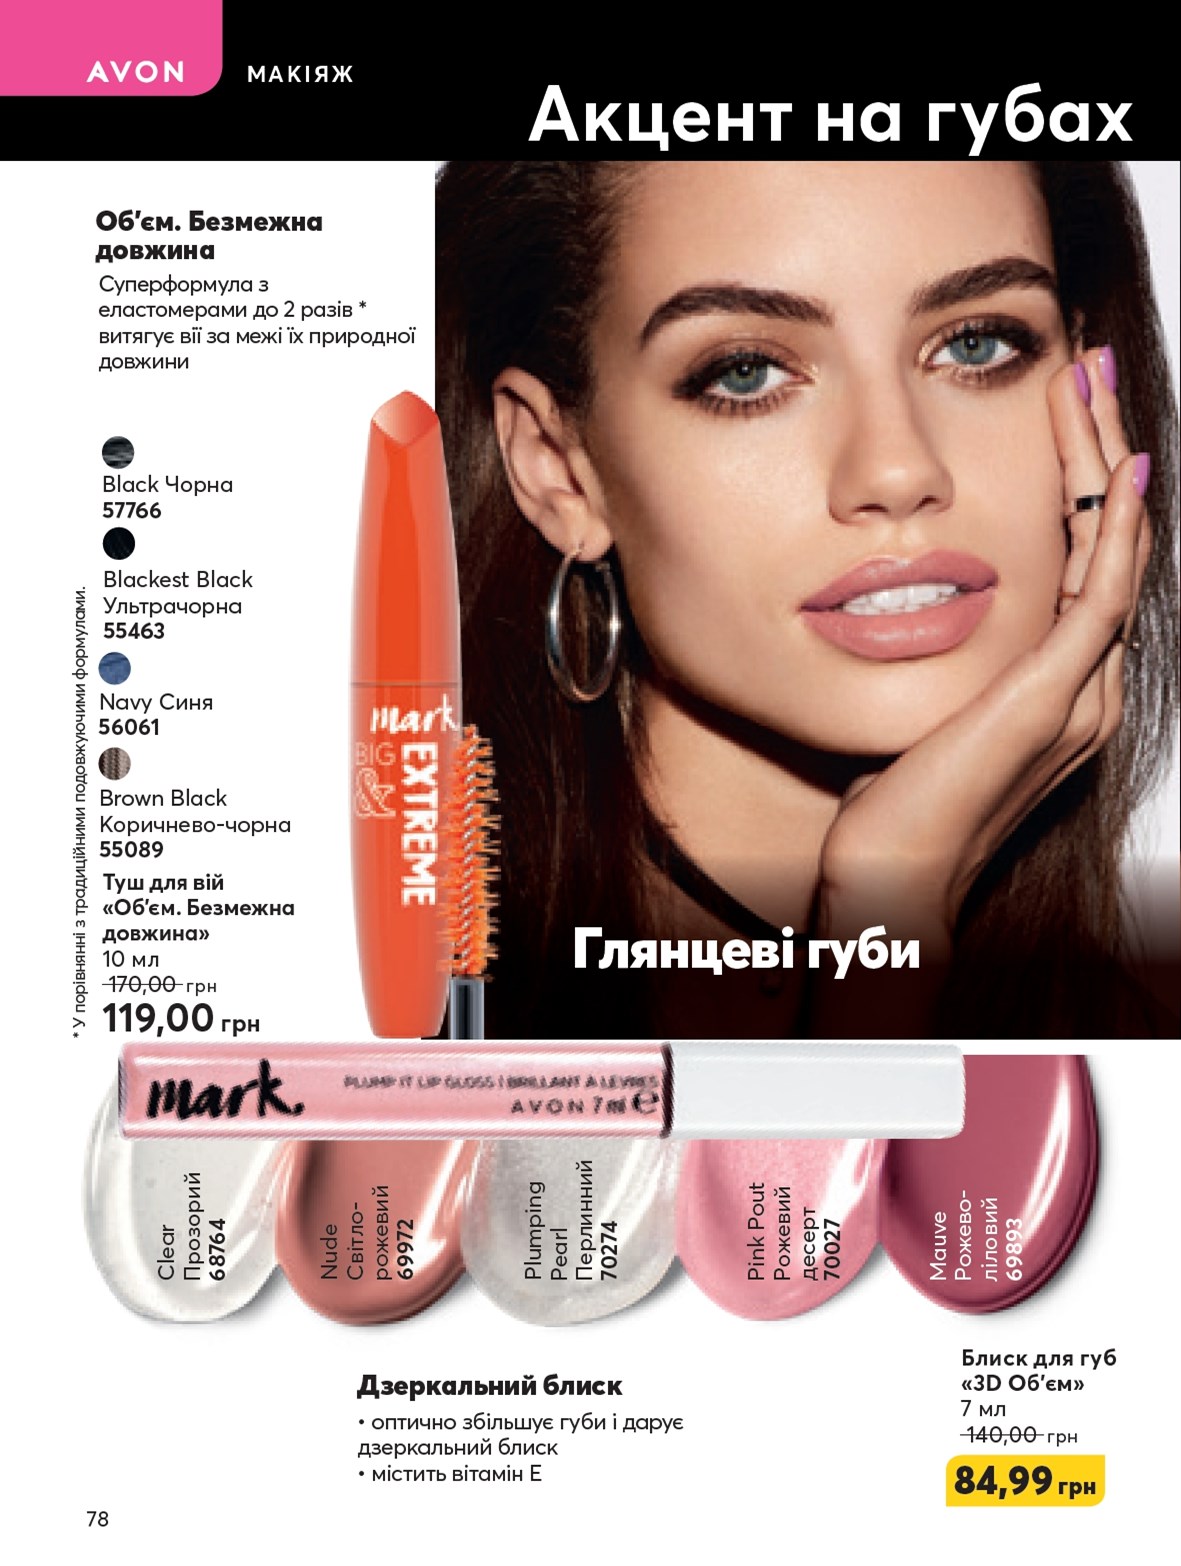 AVON
МАКІЯЖ
Акцент на губах
Об'єм. Безмежна
довжина
Суперформула з
еластомерами до 2 разів *
витягує вії за межі їх природної
довжини
Black Чорна
57766
Blackest Black
Ультрачорна
55463
Navy Синя
56061
Brown Black
Коричнево-чорна
55089
Туш для вій
«Об'єм. Безмежна
довжина»
10 мл
170,00 грн
119,00 грн
* У порівнянні з традиційними подовжуючими формулами.
mark
BIG
&
EXTREME
Глянцеві губи
mark.
PLUMP IT LIP GLOSS | BRILLANT A LEVRES
AVON 7 ml e
Clear
Прозорий
68764
Nude
Світло-
рожевий
69972
Plumping
Pearl
Перлинний
70274
Pink Pout
Рожевий
десерт
70027
Mauve
Рожево-
ліловий
69893
Дзеркальний блиск
• оптично збільшує губи і дарує
дзеркальний блиск
• містить вітамін Е
Блиск для губ
«3D Об'єм»
7 мл
140,00 грн
84,99 грн
78